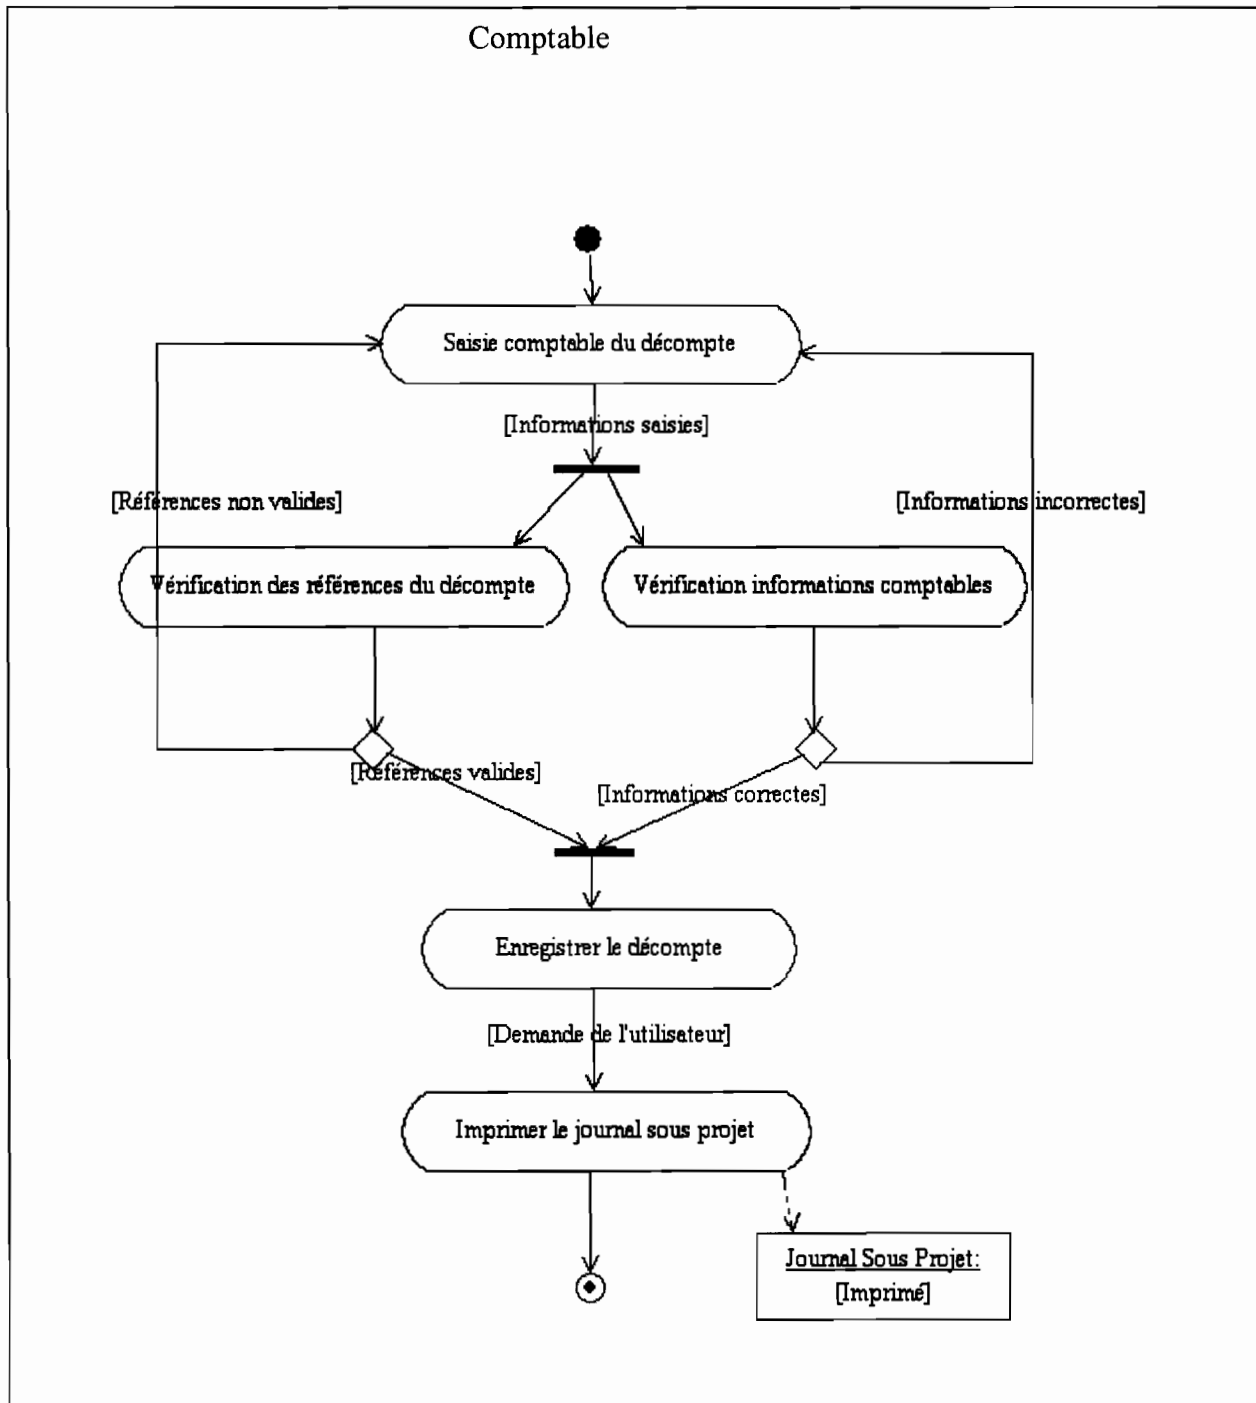 Comptable
Saisie comptable du décompte
[Informations saisies]
[Références non valides]
[Informations incorrectes]
Vérification des références du décompte
Vérification informations comptables
[Références valides]
[Informations correctes]
Enregistrer le décompte
[Demande de l'utilisateur]
Imprimer le journal sous projet
Journal Sous Projet:
[Imprimé]